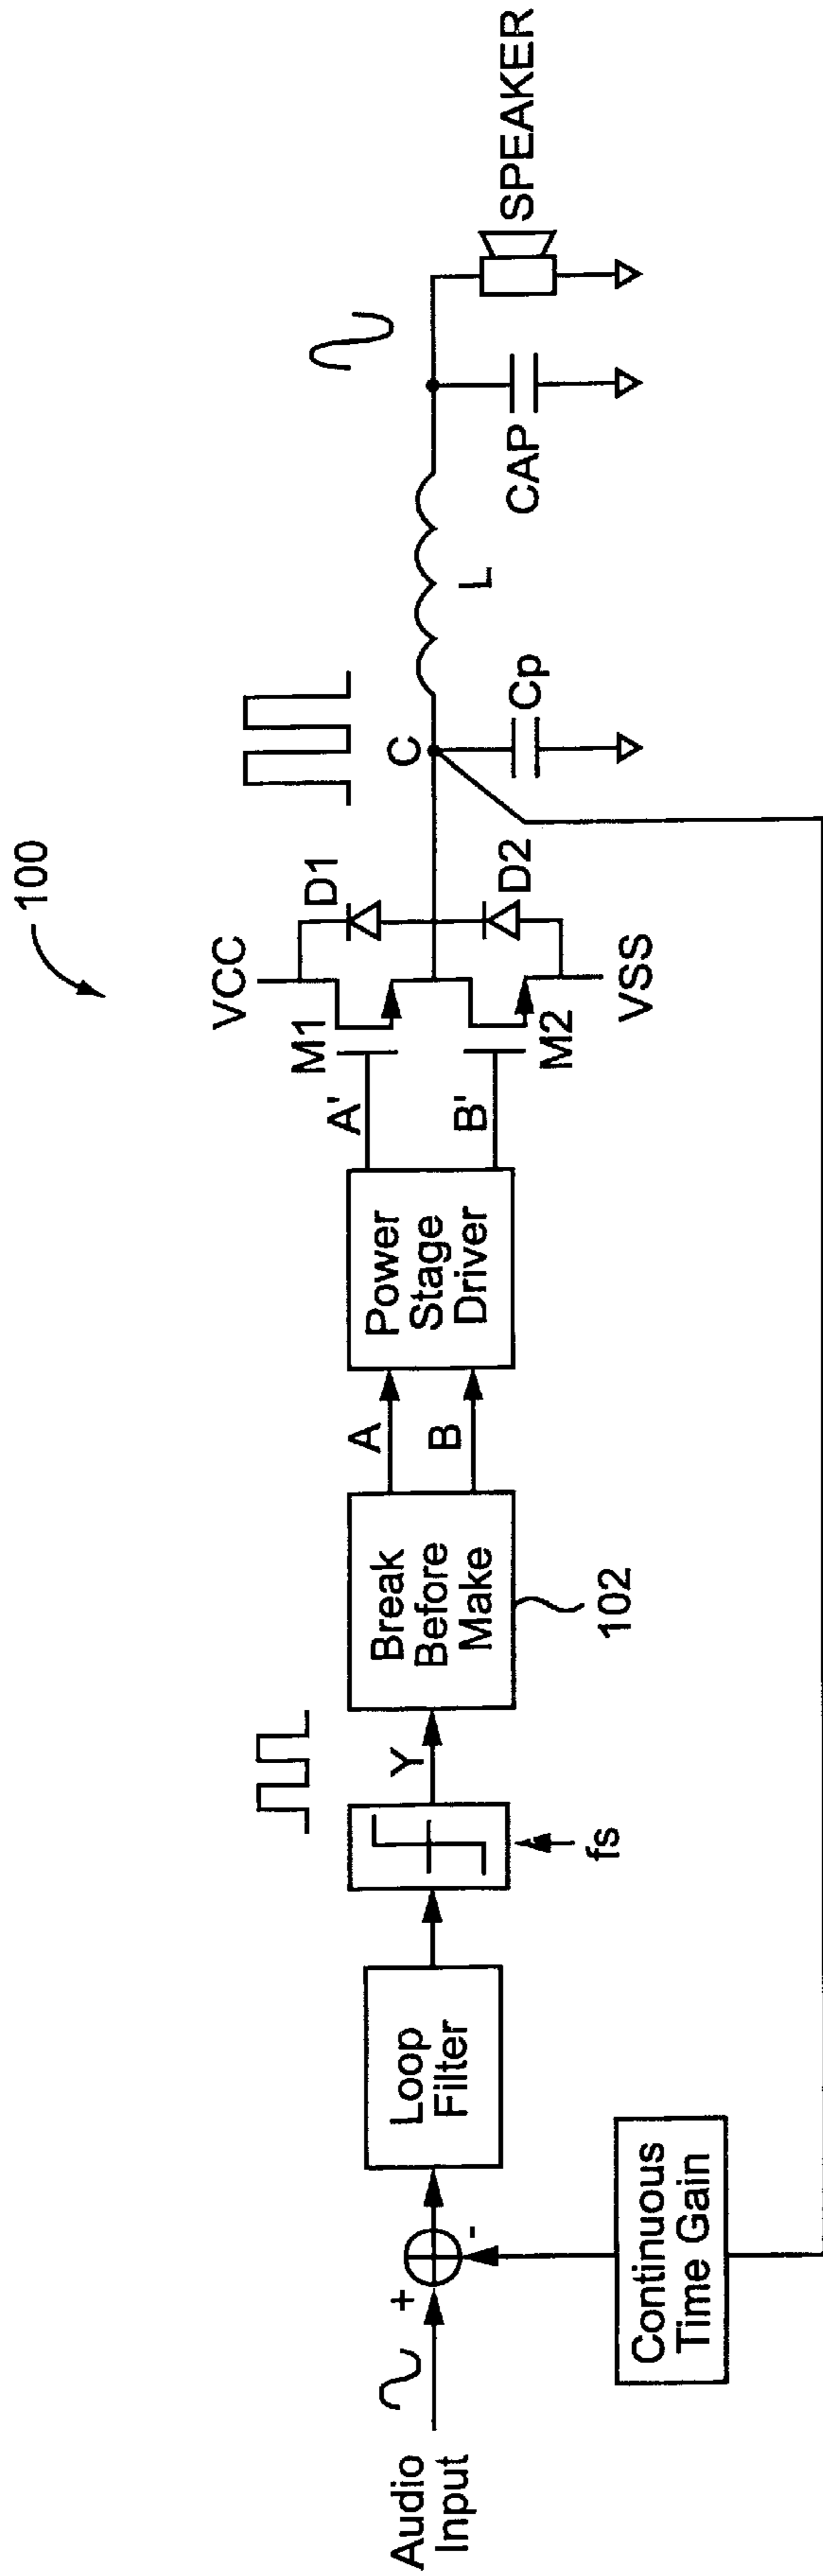 100
Audio
Input
+
-
Loop
Filter
fs
Y
Break
Before
Make
102
A
B
Power
Stage
Driver
A'
B'
VCC
M1
D1
M2
D2
VSS
C
Cp
L
CAP
SPEAKER
Continuous
Time Gain